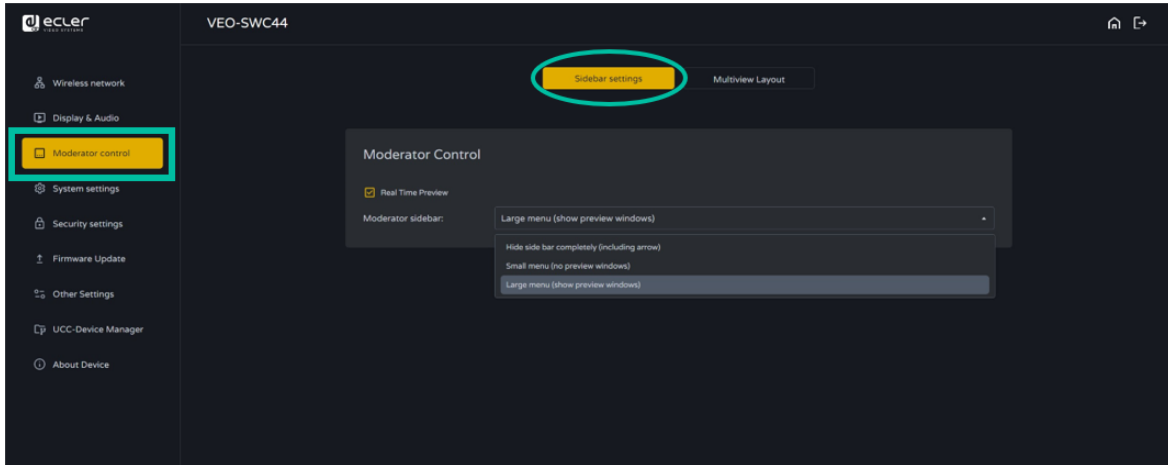 ecler
VIDEO SYSTEMS
VEO-SWC44
Wireless network
Display & Audio
Moderator control
System settings
Security settings
Firmware Update
Other Settings
UCC-Device Manager
About Device
Sidebar settings
Multiview Layout
Moderator Control
Real Time Preview
Moderator sidebar:
Large menu (show preview windows)
Hide side bar completely (including arrow)
Small menu (no preview windows)
Large menu (show preview windows)